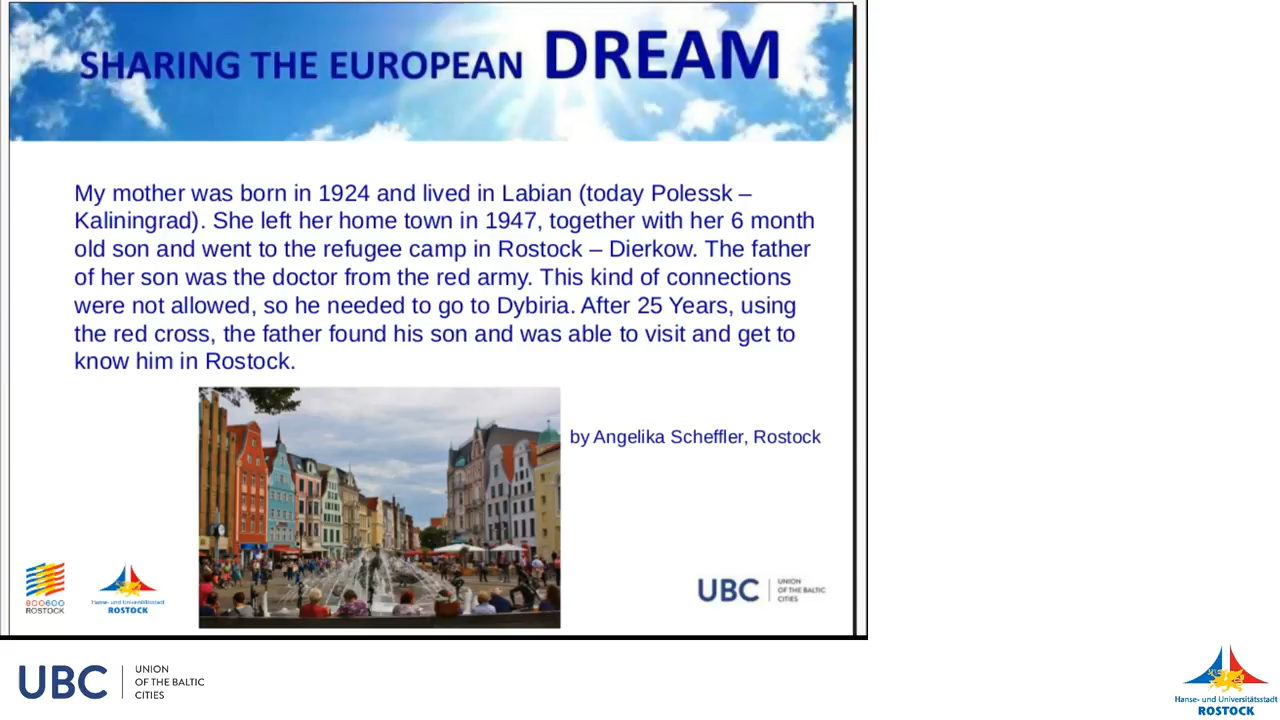 SHARING THE EUROPEAN DREAM
My mother was born in 1924 and lived in Labian (today Polessk –
Kaliningrad). She left her home town in 1947, together with her 6 month
old son and went to the refugee camp in Rostock – Dierkow. The father
of her son was the doctor from the red army. This kind of connections
were not allowed, so he needed to go to Dybiria. After 25 Years, using
the red cross, the father found his son and was able to visit and get to
know him in Rostock.
by Angelika Scheffler, Rostock
800600
ROSTOCK
Hanse- und Universitätsstadt
ROSTOCK
UBC
UNION
OF THE BALTIC
CITIES
UBC
UNION
OF THE BALTIC
CITIES
Hanse- und Universitätsstadt
ROSTOCK